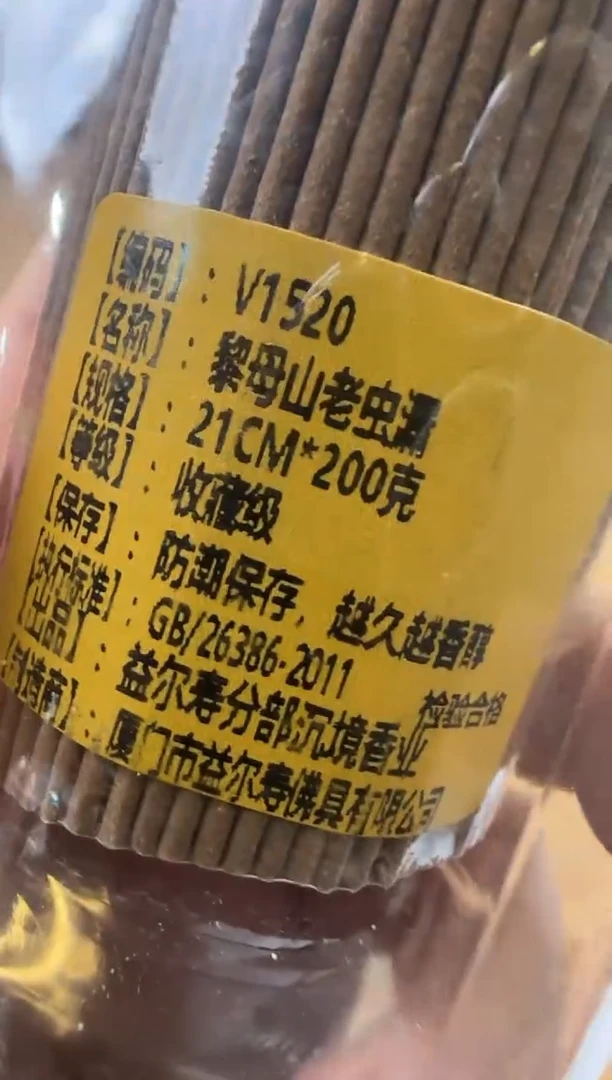 【编码】：V1520
【名称】：黎母山老虫漏
【规格】：21CM*200克
【等级】：收藏级
【保存】：防潮保存，越久越香醇
【执行标准】：GB/26386-2011 检验合格
【出品】：益尔寿分部沉境香业
【制造商】：厦门市益尔寿佛具有限公司